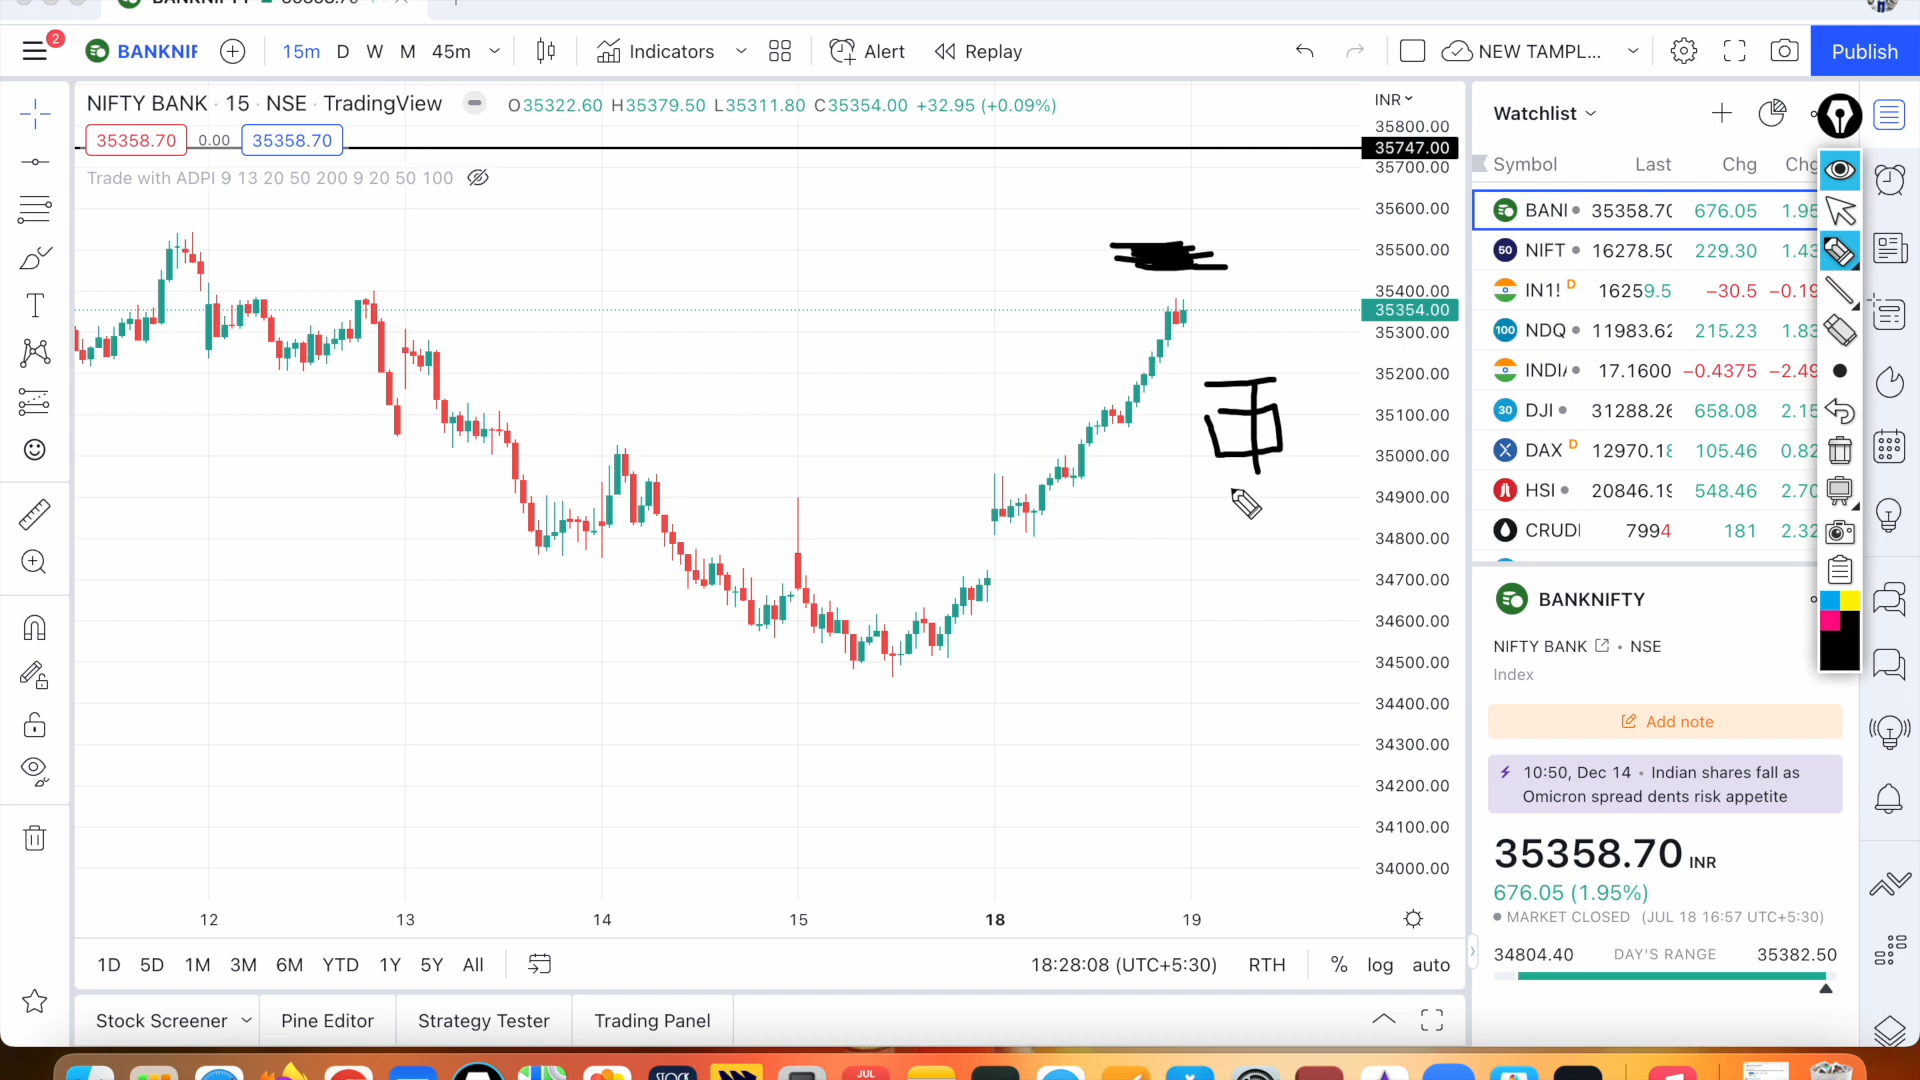 2
BANKNIF
15m D W M 45m
Indicators
Alert
Replay
NEW TAMPL...
Publish
NIFTY BANK · 15 · NSE · TradingView
O35322.60 H35379.50 L35311.80 C35354.00 +32.95 (+0.09%)
35358.70 0.00 35358.70
Trade with ADPI 9 13 20 50 200 9 20 50 100
INR
35800.00
35747.00
35700.00
35600.00
35500.00
35400.00
35354.00
35300.00
35200.00
35100.00
35000.00
34900.00
34800.00
34700.00
34600.00
34500.00
34400.00
34300.00
34200.00
34100.00
34000.00
12 13 14 15 18 19
1D 5D 1M 3M 6M YTD 1Y 5Y All
18:28:08 (UTC+5:30) RTH % log auto
Stock Screener Pine Editor Strategy Tester Trading Panel
Watchlist
Symbol Last Chg Chg
BANI 35358.70 676.05 1.95
50 NIFT 16278.50 229.30 1.43
IN1! D 16259.5 −30.5 −0.19
100 NDQ 11983.62 215.23 1.83
INDI 17.1600 −0.4375 −2.49
30 DJI 31288.26 658.08 2.15
X DAX D 12970.18 105.46 0.82
HSI 20846.19 548.46 2.70
CRUDI 7994 181 2.32
BANKNIFTY
NIFTY BANK • NSE
Index
Add note
10:50, Dec 14 • Indian shares fall as
Omicron spread dents risk appetite
35358.70 INR
676.05 (1.95%)
MARKET CLOSED (JUL 18 16:57 UTC+5:30)
34804.40 DAY'S RANGE 35382.50
STOCK
JUL